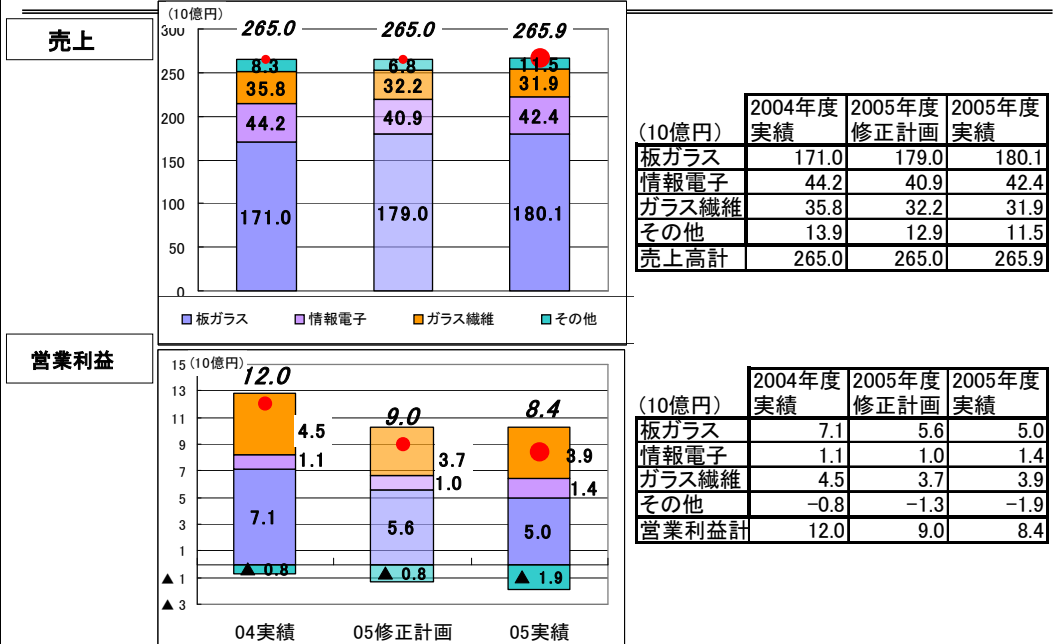 売上
(10億円)
265.0 265.0 265.9
300
250
200
150
100
50
0
8.3 6.8 11.5
35.8 32.2 31.9
44.2 40.9 42.4
171.0 179.0 180.1
板ガラス 情報電子 ガラス繊維 その他
(10億円) 2004年度実績 2005年度修正計画 2005年度実績
板ガラス 171.0 179.0 180.1
情報電子 44.2 40.9 42.4
ガラス繊維 35.8 32.2 31.9
その他 13.9 12.9 11.5
売上高計 265.0 265.0 265.9
営業利益
(10億円)
12.0 9.0 8.4
15
13
11
9
7
5
3
1
▲ 1
▲ 3
4.5 3.7 3.9
1.1 1.0 1.4
7.1 5.6 5.0
▲ 0.8 ▲ 0.8 ▲ 1.9
04実績 05修正計画 05実績
(10億円) 2004年度実績 2005年度修正計画 2005年度実績
板ガラス 7.1 5.6 5.0
情報電子 1.1 1.0 1.4
ガラス繊維 4.5 3.7 3.9
その他 -0.8 -1.3 -1.9
営業利益計 12.0 9.0 8.4